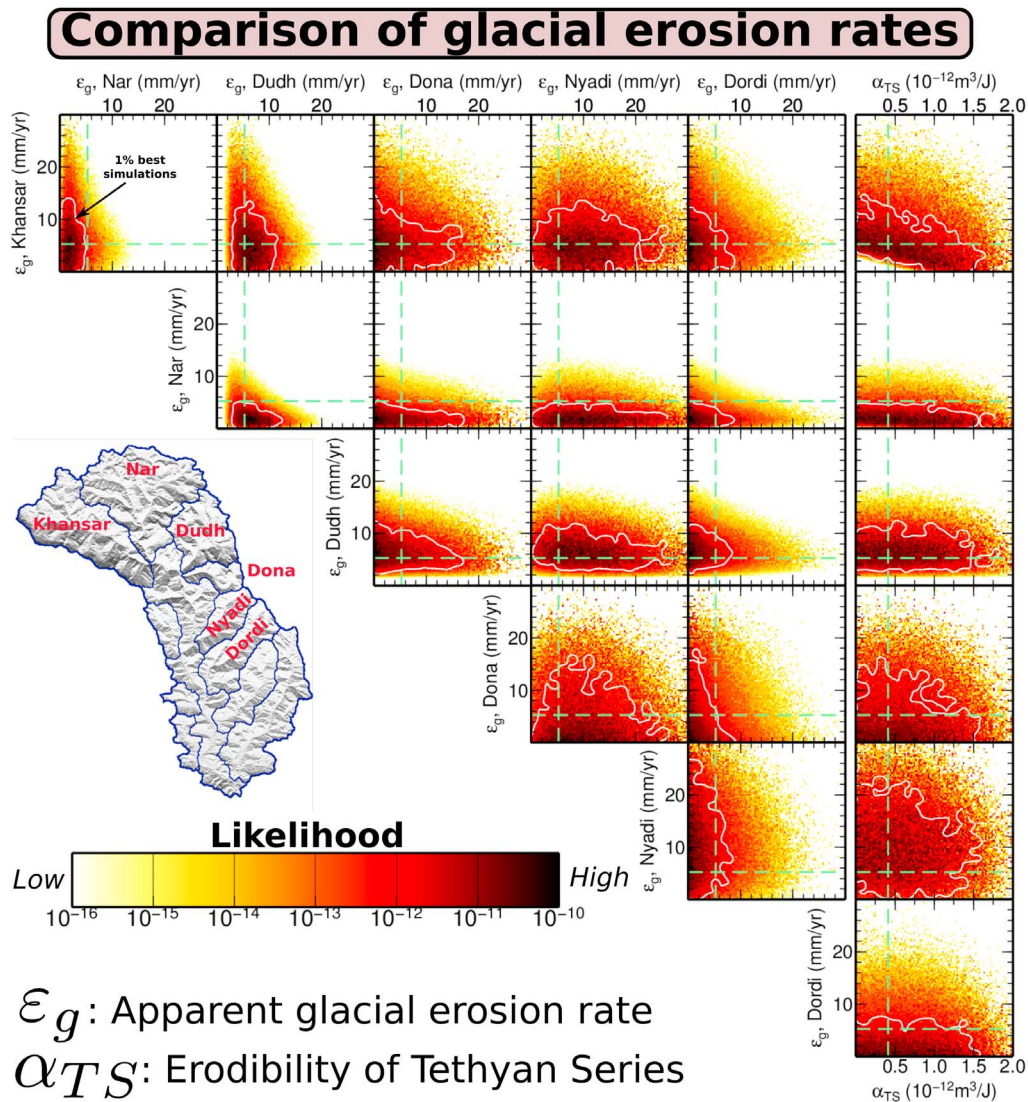 Comparison of glacial erosion rates
εg, Nar (mm/yr) εg, Dudh (mm/yr) εg, Dona (mm/yr) εg, Nyadi (mm/yr) εg, Dordi (mm/yr) αTS (10⁻¹²m³/J)
10 20 10 20 10 20 10 20 10 20 0.5 1.0 1.5 2.0
εg, Khansar (mm/yr)
20
10
1% best
simulations
εg, Nar (mm/yr)
20
10
εg, Dudh (mm/yr)
20
10
εg, Dona (mm/yr)
20
10
εg, Nyadi (mm/yr)
20
10
εg, Dordi (mm/yr)
20
10
0.5 1.0 1.5 2.0
αTS (10⁻¹²m³/J)
Nar
Khansar
Dudh
Dona
Nyadi
Dordi
Likelihood
Low High
10⁻¹⁶ 10⁻¹⁵ 10⁻¹⁴ 10⁻¹³ 10⁻¹² 10⁻¹¹ 10⁻¹⁰
εg: Apparent glacial erosion rate
αTS: Erodibility of Tethyan Series